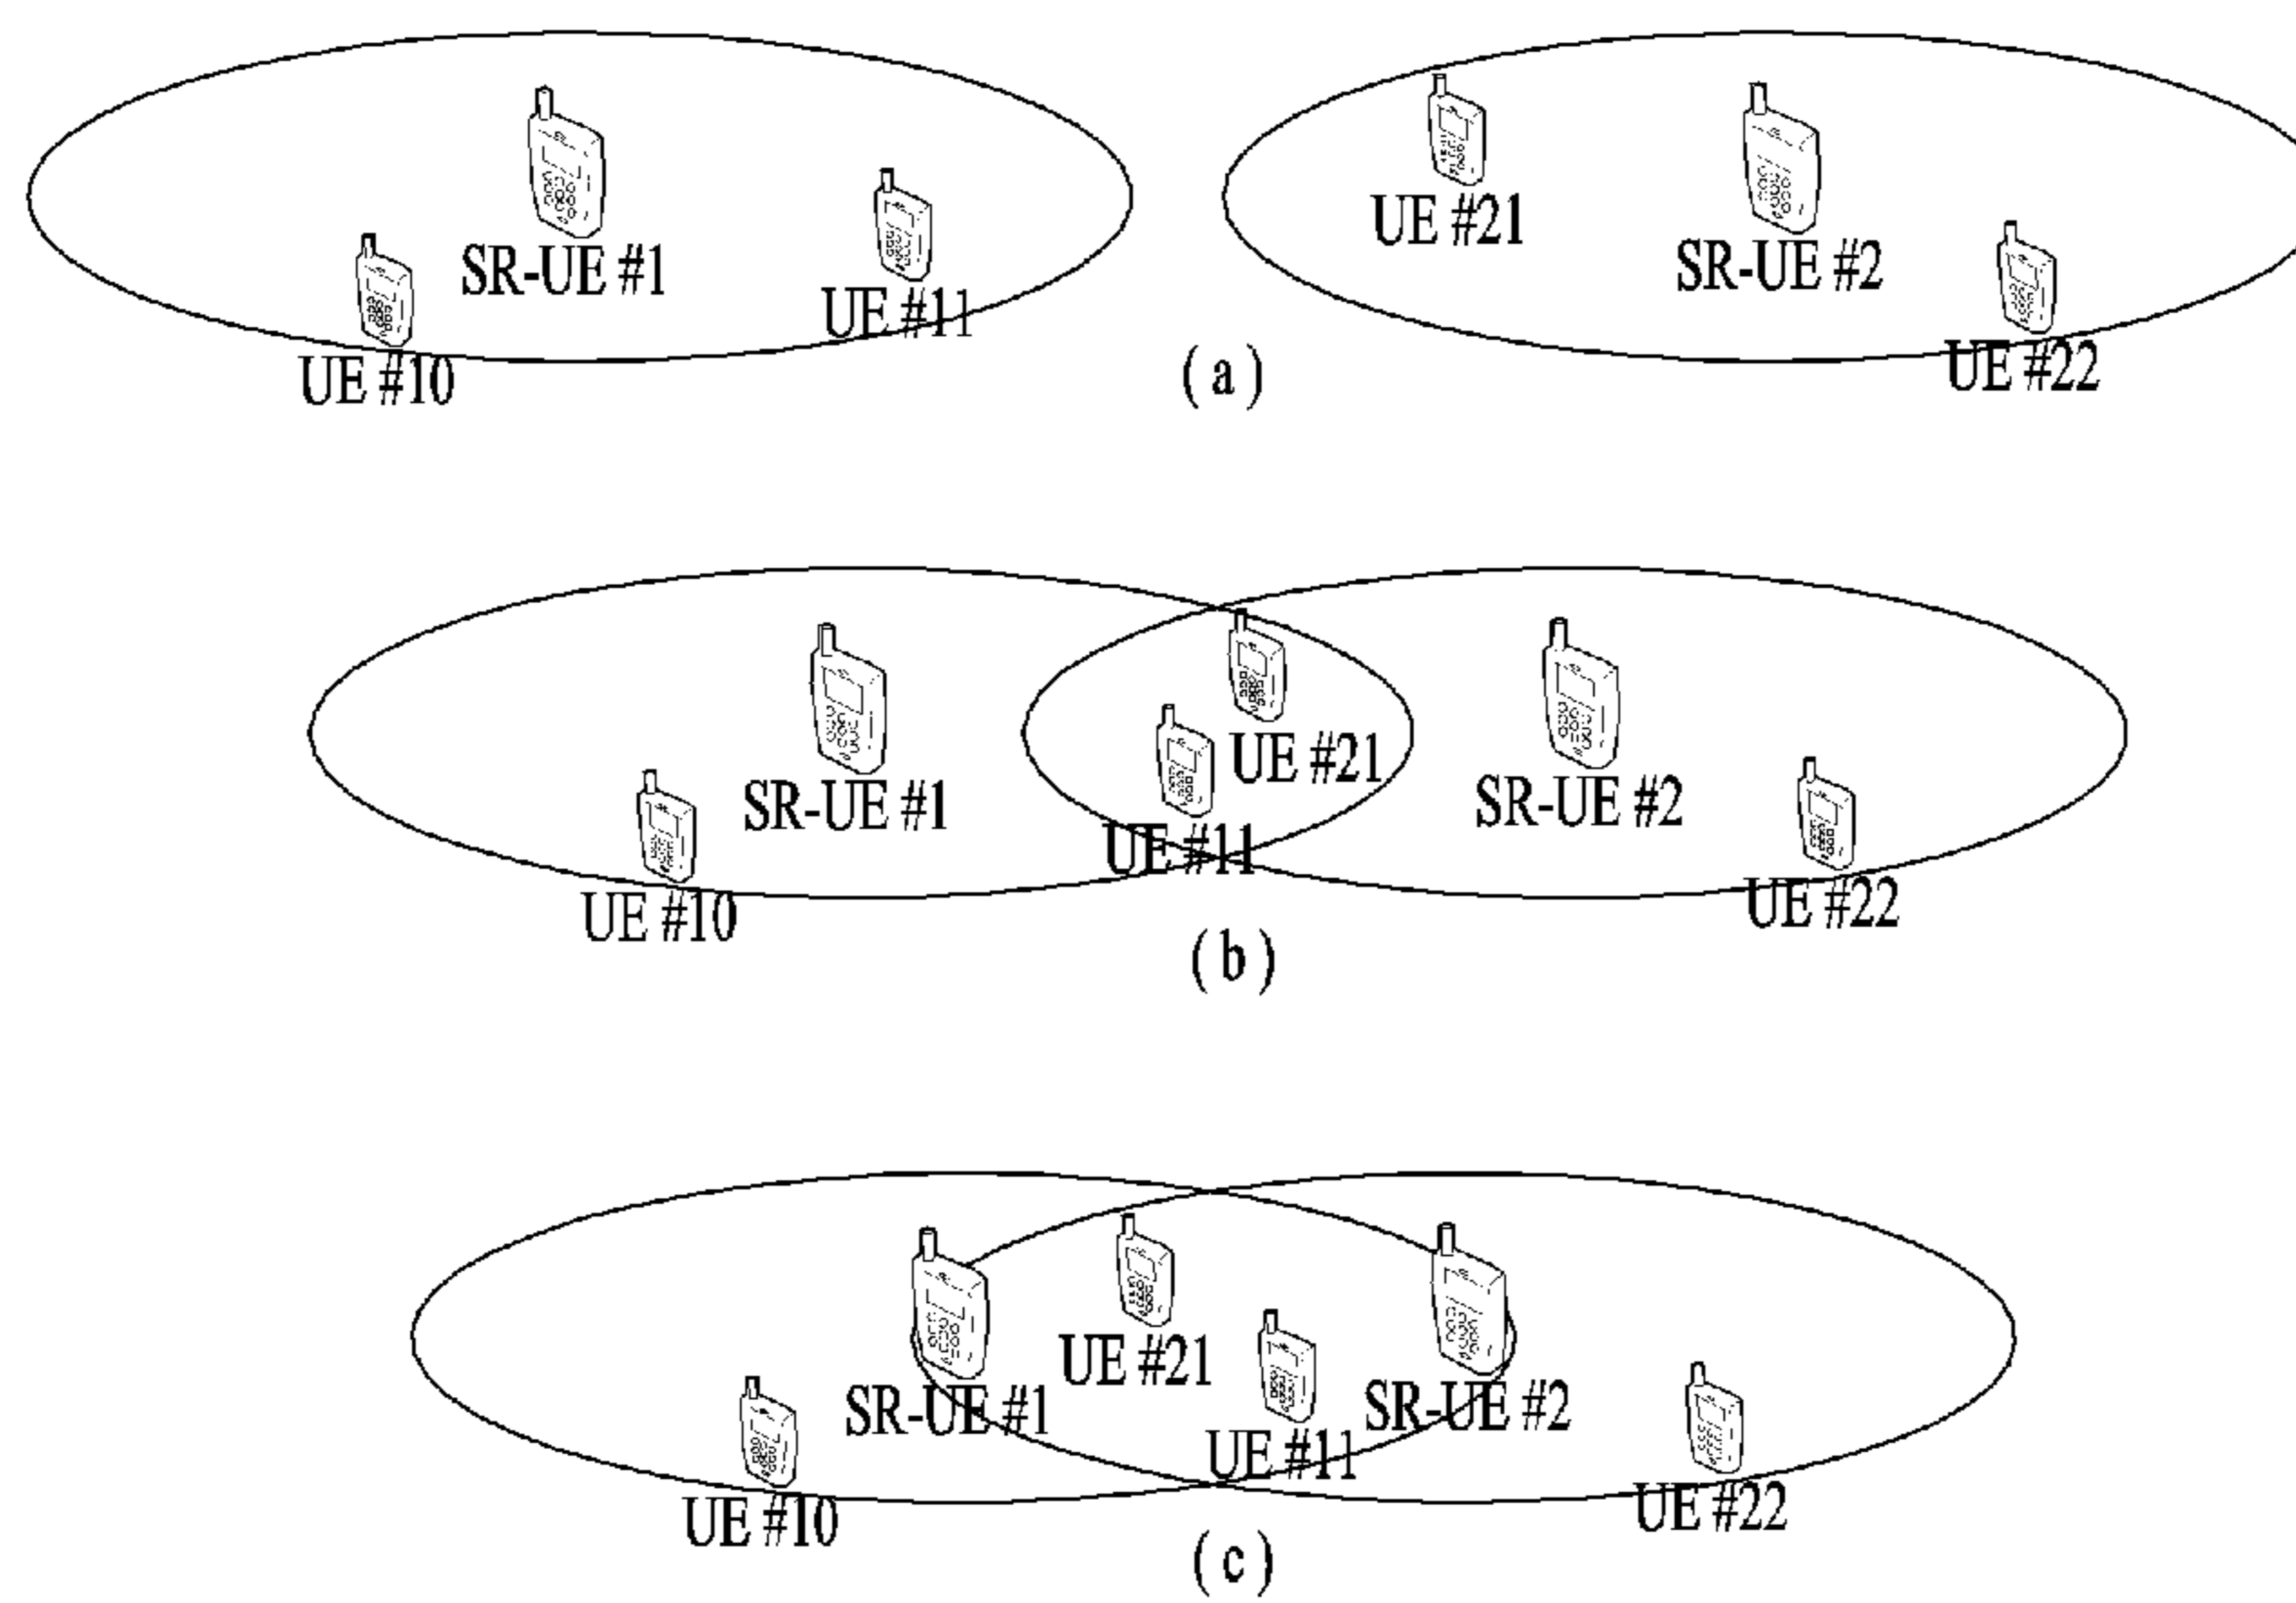 UE #21
SR-UE #1
SR-UE #2
UE #11
UE #10
UE #22
( a )
UE #21
SR-UE #1
SR-UE #2
UE #11
UE #10
UE #22
( b )
UE #21
SR-UE #1
SR-UE #2
UE #11
UE #10
UE #22
( c )